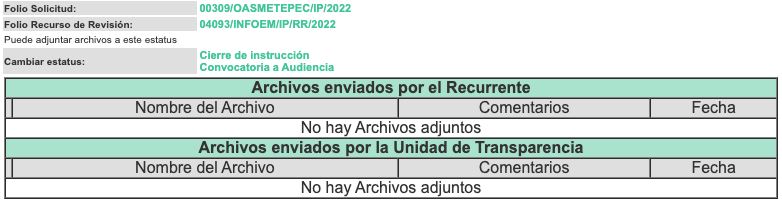 Folio Solicitud: 00309/OASMETEPEC/IP/2022
Folio Recurso de Revisión: 04093/INFOEM/IP/RR/2022
Puede adjuntar archivos a este estatus
Cambiar estatus: Cierre de instrucción
Convocatoria a Audiencia
Archivos enviados por el Recurrente
Nombre del Archivo Comentarios Fecha
No hay Archivos adjuntos
Archivos enviados por la Unidad de Transparencia
Nombre del Archivo Comentarios Fecha
No hay Archivos adjuntos